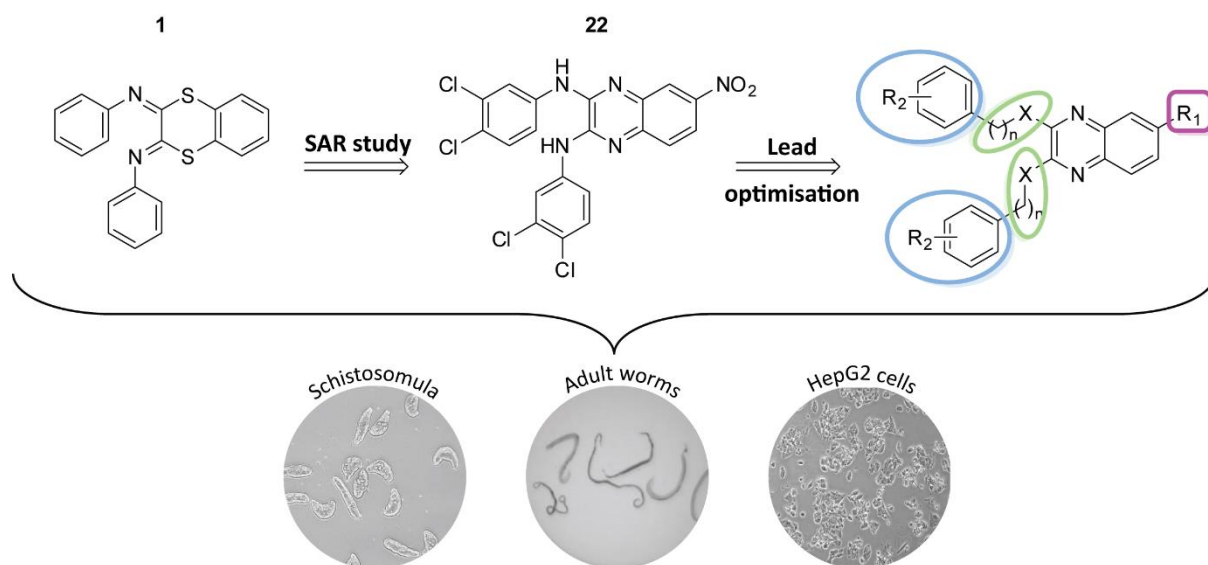 1
22
N
N
S
S
SAR study
Cl
Cl
H
N
N
N
NO2
HN
Cl
Cl
Lead
optimisation
R2
( )n
X
N
N
R1
X
( )n
R2
Schistosomula
Adult worms
HepG2 cells